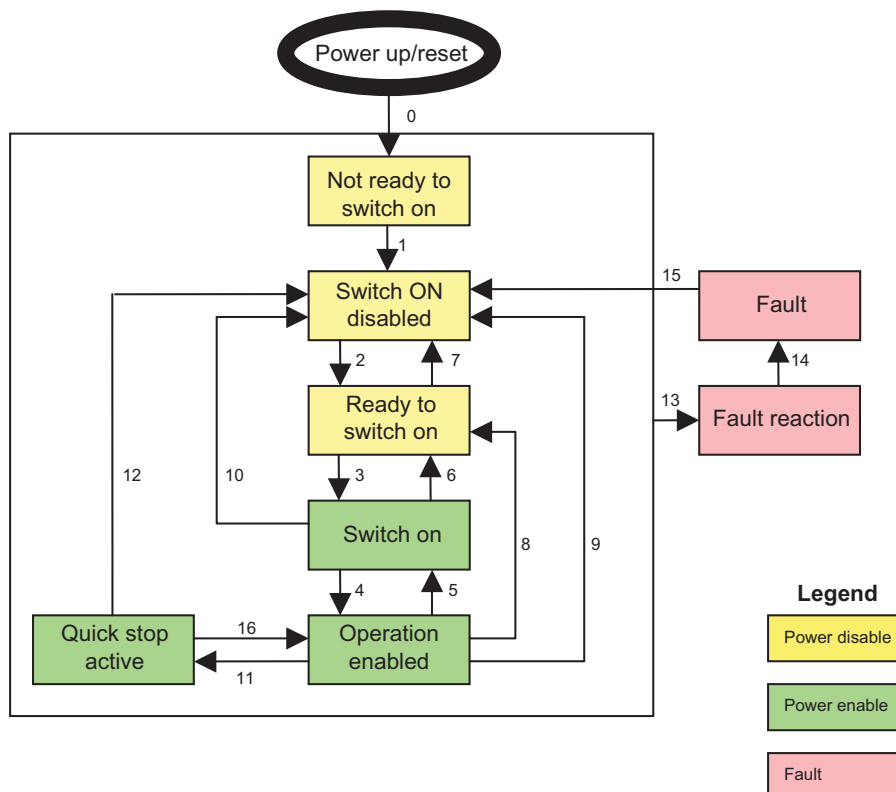 Power up/reset
0
Not ready to
switch on
1
15
Switch ON
disabled
Fault
2
7
14
13
Ready to
switch on
Fault reaction
12
10
3
6
Switch on
8
9
4
5
Legend
Quick stop
active
16
11
Operation
enabled
Power disable
Power enable
Fault